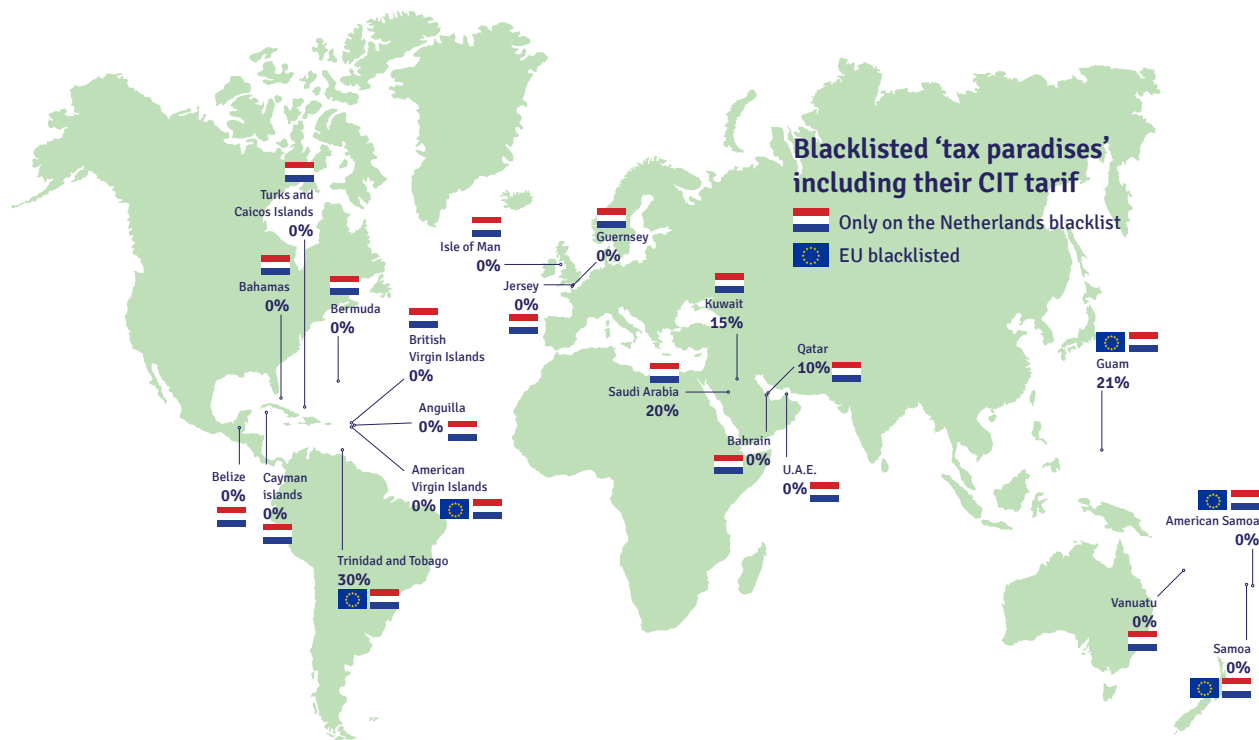 Blacklisted ‘tax paradises’
including their CIT tarif
Only on the Netherlands blacklist
EU blacklisted
Turks and
Caicos Islands
0%
Bahamas
0%
Bermuda
0%
British
Virgin Islands
0%
Anguilla
0%
American
Virgin Islands
0%
Belize
0%
Cayman
islands
0%
Trinidad and Tobago
30%
Isle of Man
0%
Guernsey
0%
Jersey
0%
Kuwait
15%
Saudi Arabia
20%
Qatar
10%
Bahrain
0%
U.A.E.
0%
Guam
21%
American Samoa
0%
Vanuatu
0%
Samoa
0%